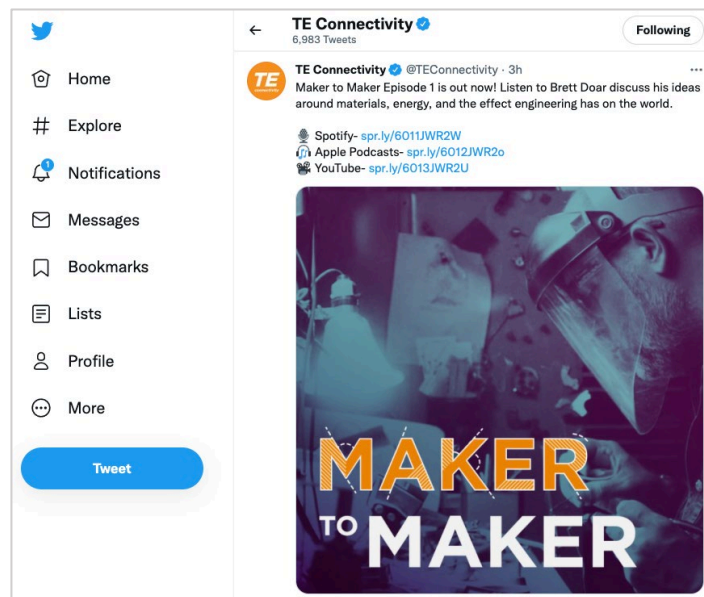 Home
Explore
1
Notifications
Messages
Bookmarks
Lists
Profile
More
Tweet
TE Connectivity
6,983 Tweets
Following
TE
connectivity
TE Connectivity @TEConnectivity · 3h
Maker to Maker Episode 1 is out now! Listen to Brett Doar discuss his ideas
around materials, energy, and the effect engineering has on the world.
Spotify- spr.ly/6011JWR2W
Apple Podcasts- spr.ly/6012JWR2o
YouTube- spr.ly/6013JWR2U
MAKER
TO MAKER